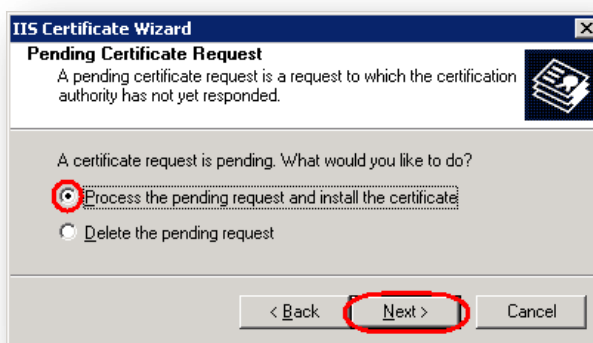 IIS Certificate Wizard
Pending Certificate Request
A pending certificate request is a request to which the certification
authority has not yet responded.
A certificate request is pending. What would you like to do?
Process the pending request and install the certificate
Delete the pending request
< Back
Next >
Cancel